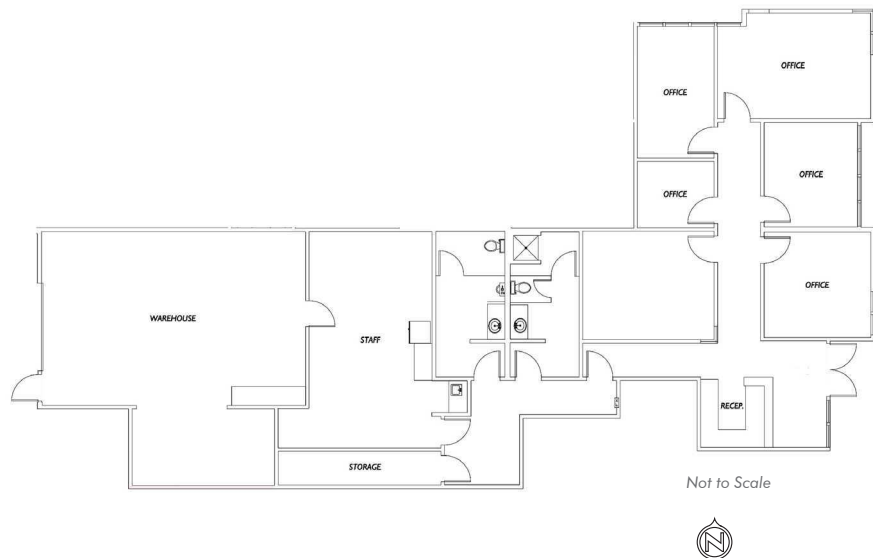 OFFICE
OFFICE
OFFICE
OFFICE
OFFICE
WAREHOUSE
STAFF
RECEP.
STORAGE
Not to Scale
N